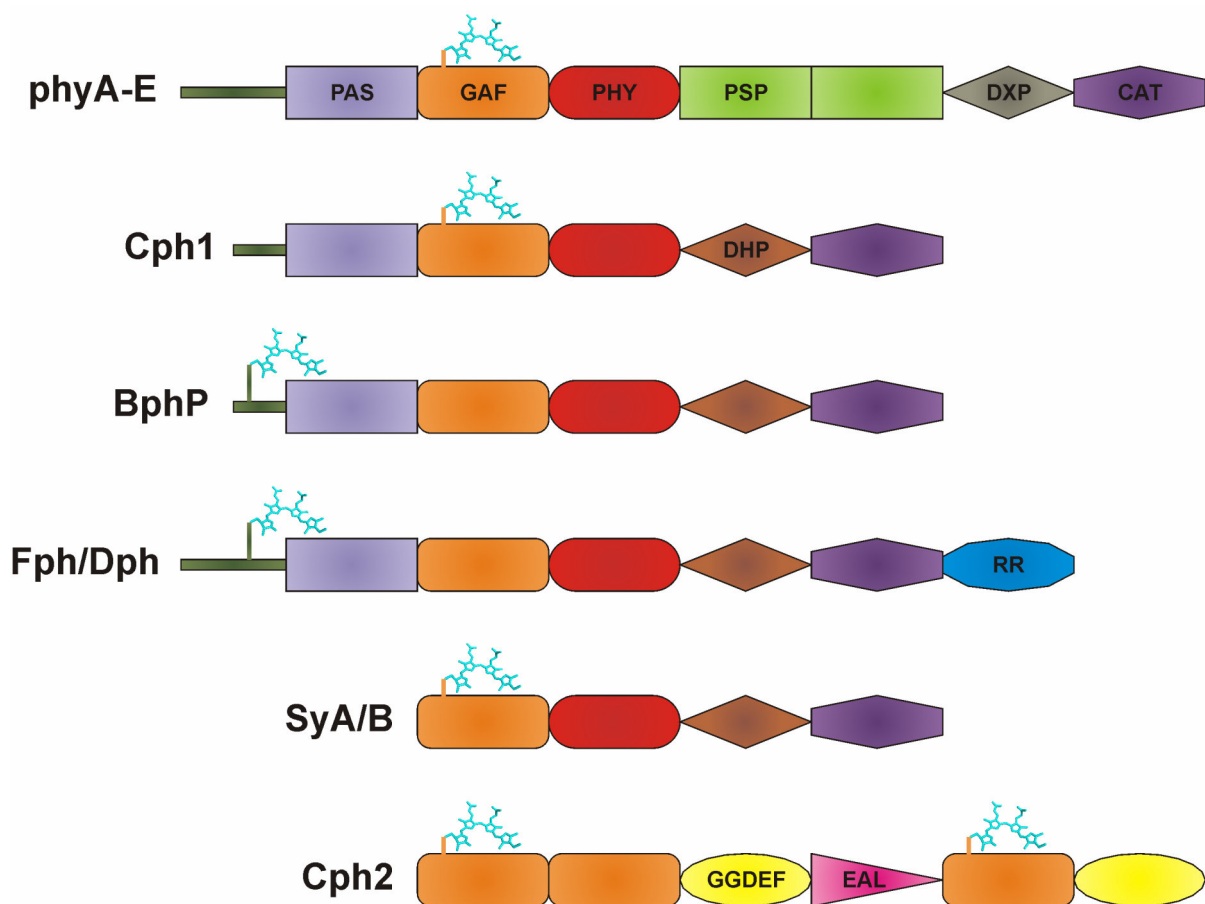 phyA-E PAS GAF PHY PSP DXP CAT
Cph1 DHP
BphP
Fph/Dph RR
SyA/B
Cph2 GGDEF EAL